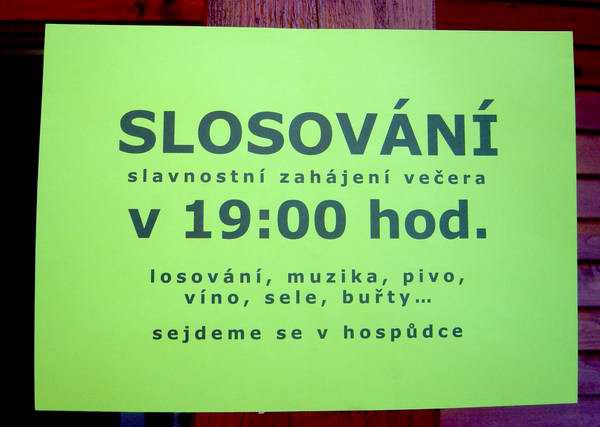 SLOSOVÁNÍ
slavnostní zahájení večera
v 19:00 hod.
losování, muzika, pivo,
víno, sele, buřty...
sejdeme se v hospůdce